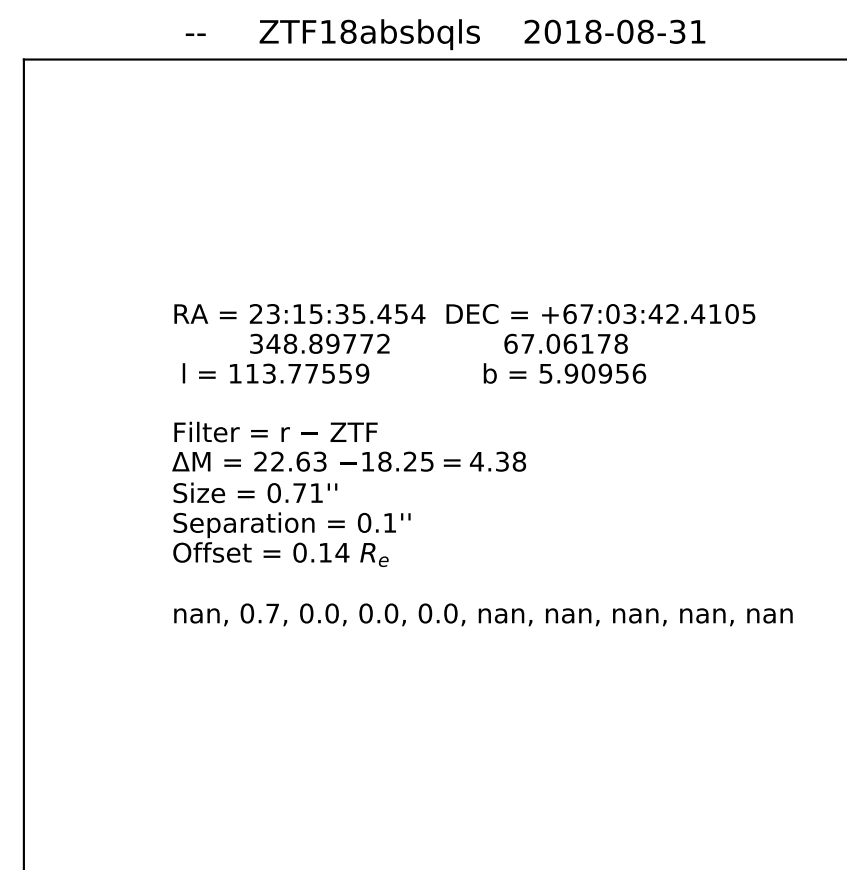 -- ZTF18absbqls 2018-08-31
RA = 23:15:35.454 DEC = +67:03:42.4105
348.89772 67.06178
l = 113.77559 b = 5.90956
Filter = r − ZTF
ΔM = 22.63 −18.25 = 4.38
Size = 0.71''
Separation = 0.1''
Offset = 0.14 Re
nan, 0.7, 0.0, 0.0, 0.0, nan, nan, nan, nan, nan